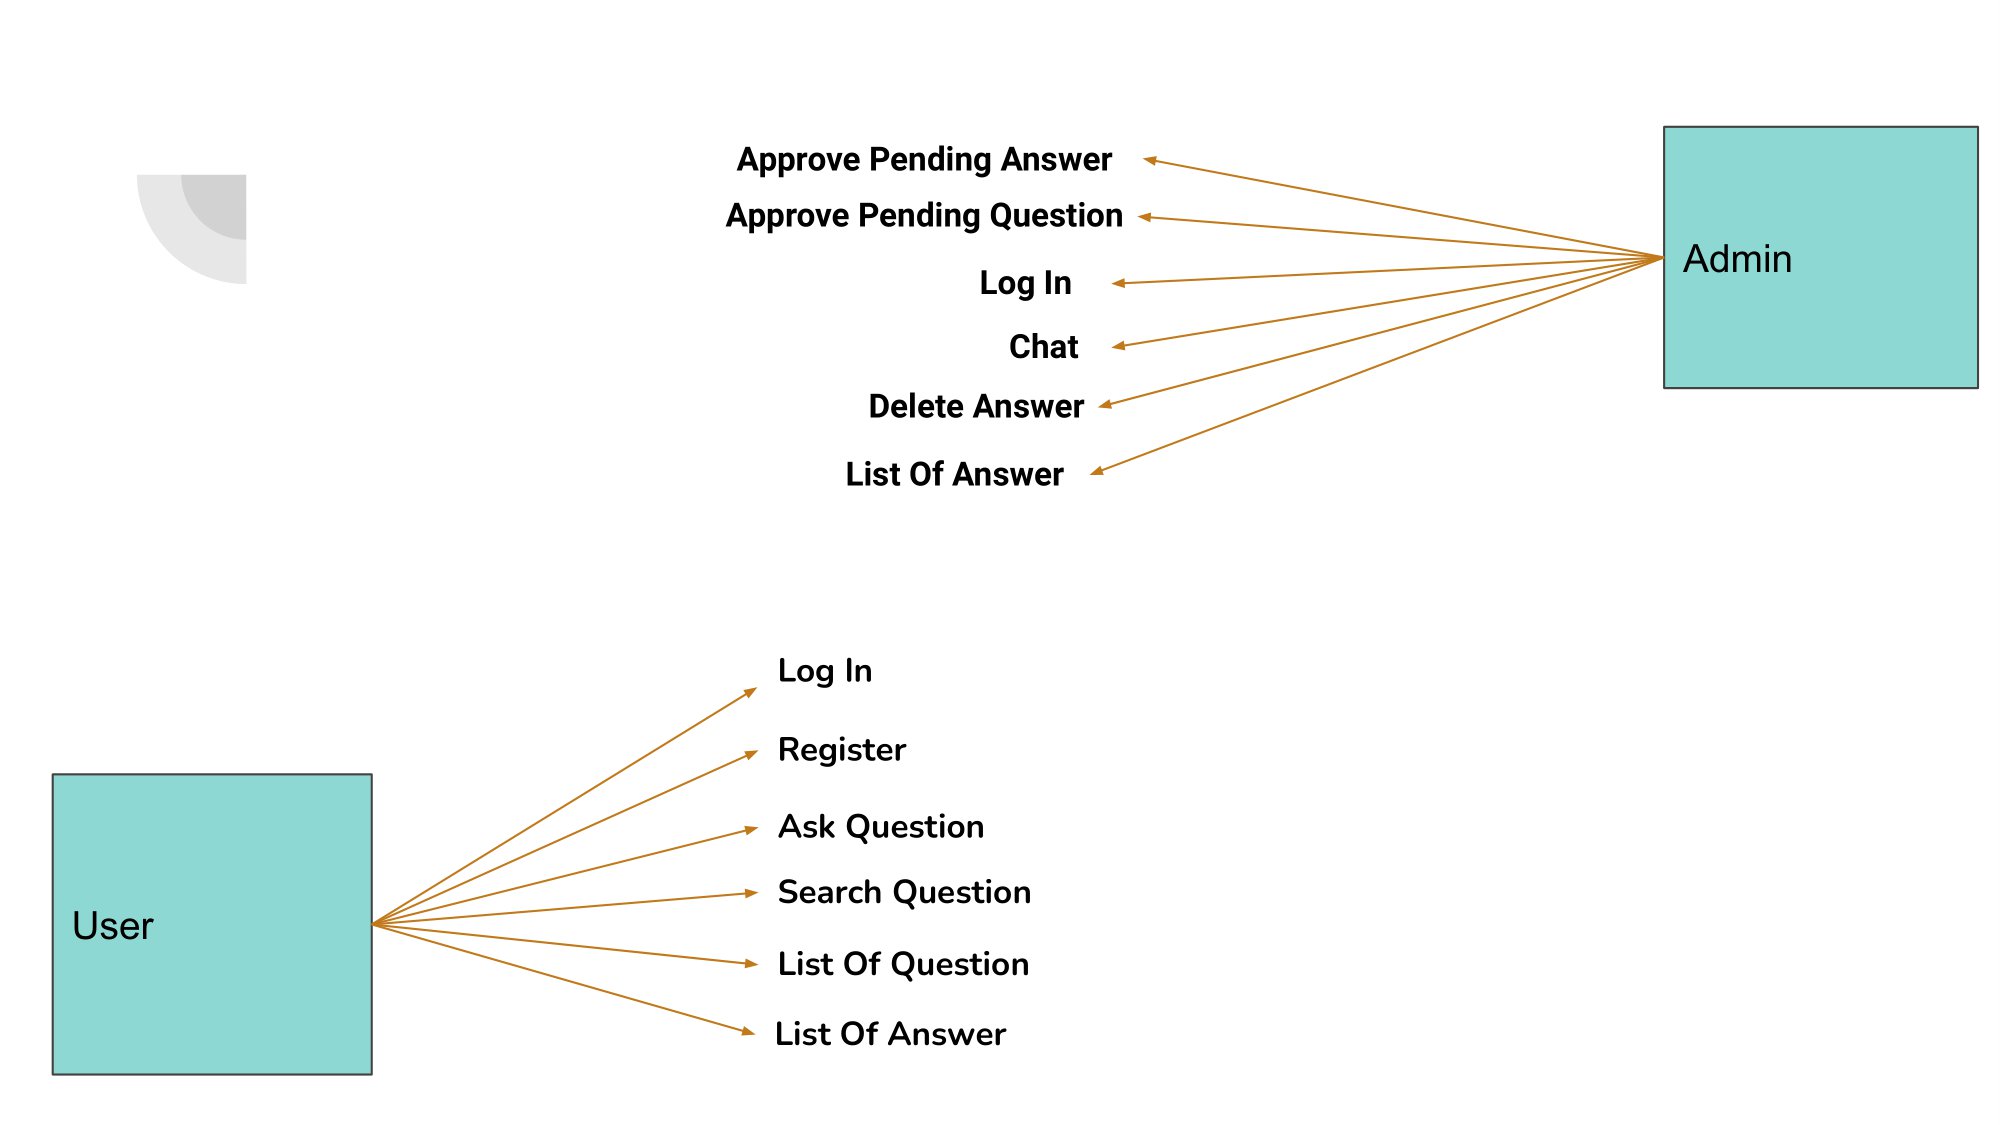 Approve Pending Answer
Approve Pending Question
Log In
Chat
Delete Answer
List Of Answer
Admin
Log In
Register
Ask Question
Search Question
List Of Question
List Of Answer
User